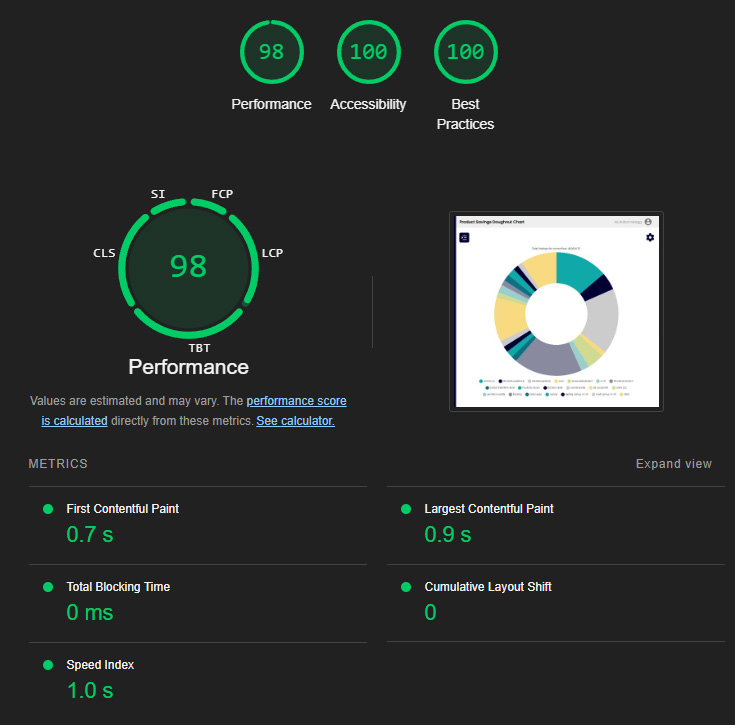 98
100
100
Performance
Accessibility
Best
Practices
SI
FCP
CLS
LCP
98
TBT
Performance
Values are estimated and may vary. The performance score
is calculated directly from these metrics. See calculator.
Product Savings Doughnut Chart
METRICS
Expand view
First Contentful Paint
0.7 s
Largest Contentful Paint
0.9 s
Total Blocking Time
0 ms
Cumulative Layout Shift
0
Speed Index
1.0 s